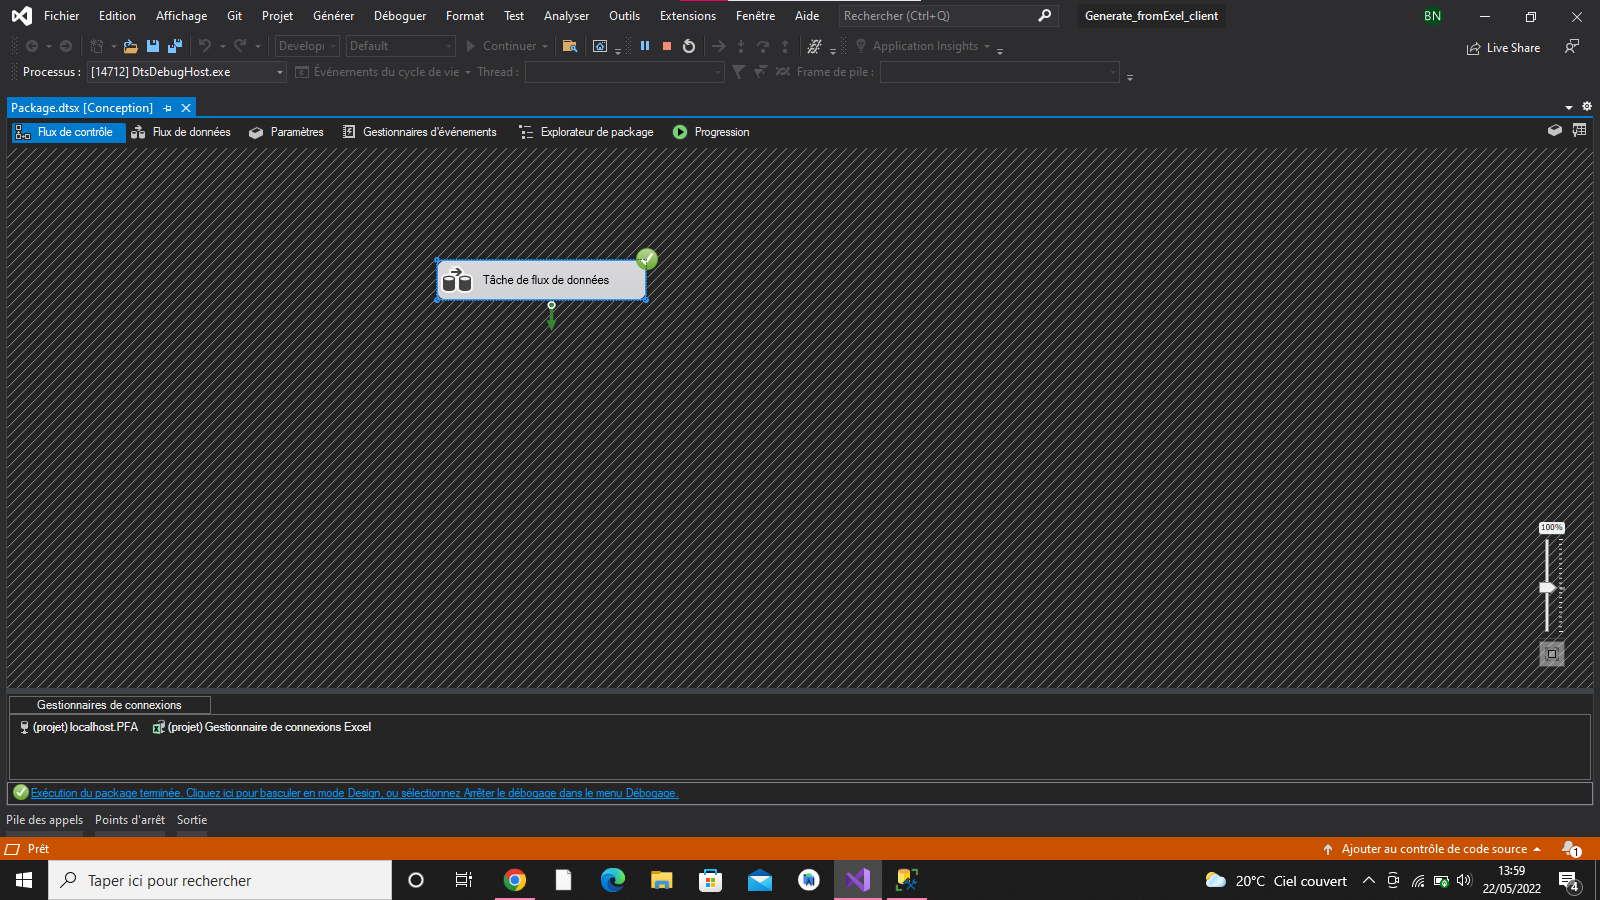 Fichier Edition Affichage Git Projet Générer Déboguer Format Test Analyser Outils Extensions Fenêtre Aide Rechercher (Ctrl+Q) Generate_fromExel_client BN
Developi Default Continuer Application Insights Live Share
Processus : [14712] DtsDebugHost.exe Événements du cycle de vie Thread : Frame de pile :
Package.dtsx [Conception]
Flux de contrôle Flux de données Paramètres Gestionnaires d'événements Explorateur de package Progression
Tâche de flux de données
100%
Gestionnaires de connexions
(projet) localhost.PFA (projet) Gestionnaire de connexions Excel
Exécution du package terminée. Cliquez ici pour basculer en mode Design, ou sélectionnez Arrêter le débogage dans le menu Débogage.
Pile des appels Points d'arrêt Sortie
Prêt Ajouter au contrôle de code source 1
Taper ici pour rechercher 20°C Ciel couvert 13:59
22/05/2022 4